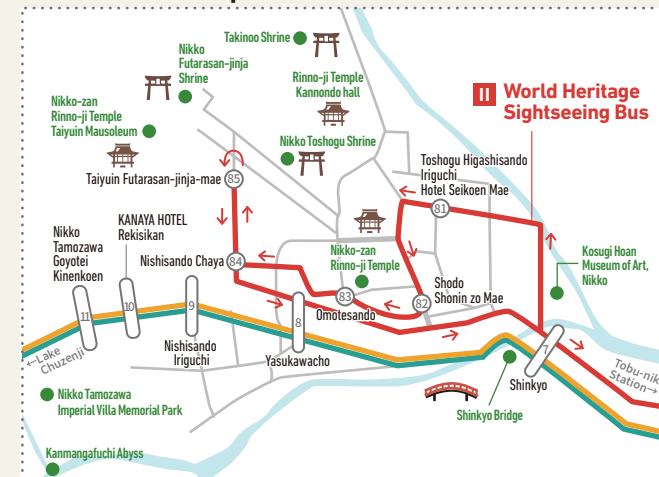 Takinoo Shrine
Nikko
Futarasan-jinja
Shrine
Rinno-ji Temple
Kannondo hall
II World Heritage
Sightseeing Bus
Nikko-zan
Rinno-ji Temple
Taiyuin Mausoleum
Nikko Toshogu Shrine
Toshogu Higashisando
Iriguchi
Hotel Seikoen Mae
Taiyuin Futarasan-jinja-mae
85
81
KANAYA HOTEL
Rekisikan
Nikko
Tamozawa
Goyotei
Kinenkoen
Nishisando Chaya
84
Nikko-zan
Rinno-ji Temple
Kosugi Hoan
Museum of Art,
Nikko
Shodo
Shonin zo Mae
83
82
Omotesando
11
10
9
8
7
Nishisando
Iriguchi
Yasukawacho
←Lake
Chuzenji
Shinkyo
Tobu-nik
Station→
Nikko Tamozawa
Imperial Villa Memorial Park
Shinkyo Bridge
Kanmangafuchi Abyss